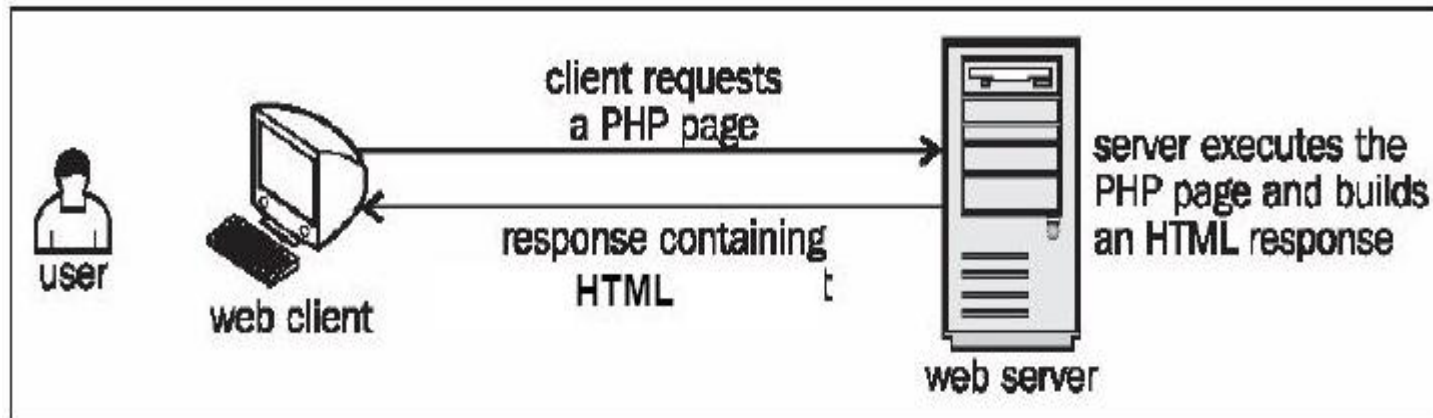 client requests
a PHP page
server executes the
PHP page and builds
an HTML response
response containing
HTML t
user
web client
web server